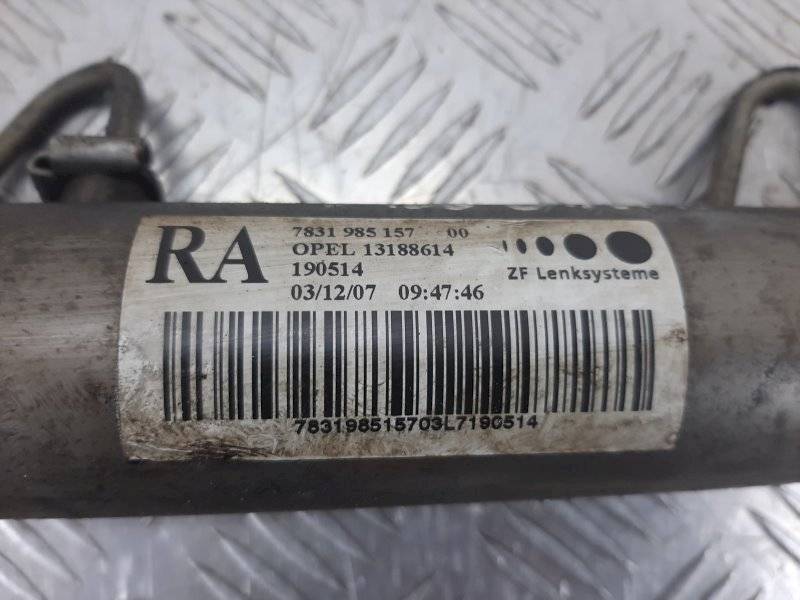 RA
7831 985 157 00
OPEL 13188614
190514
03/12/07 09:47:46
ZF Lenksysteme
783198515703L7190514